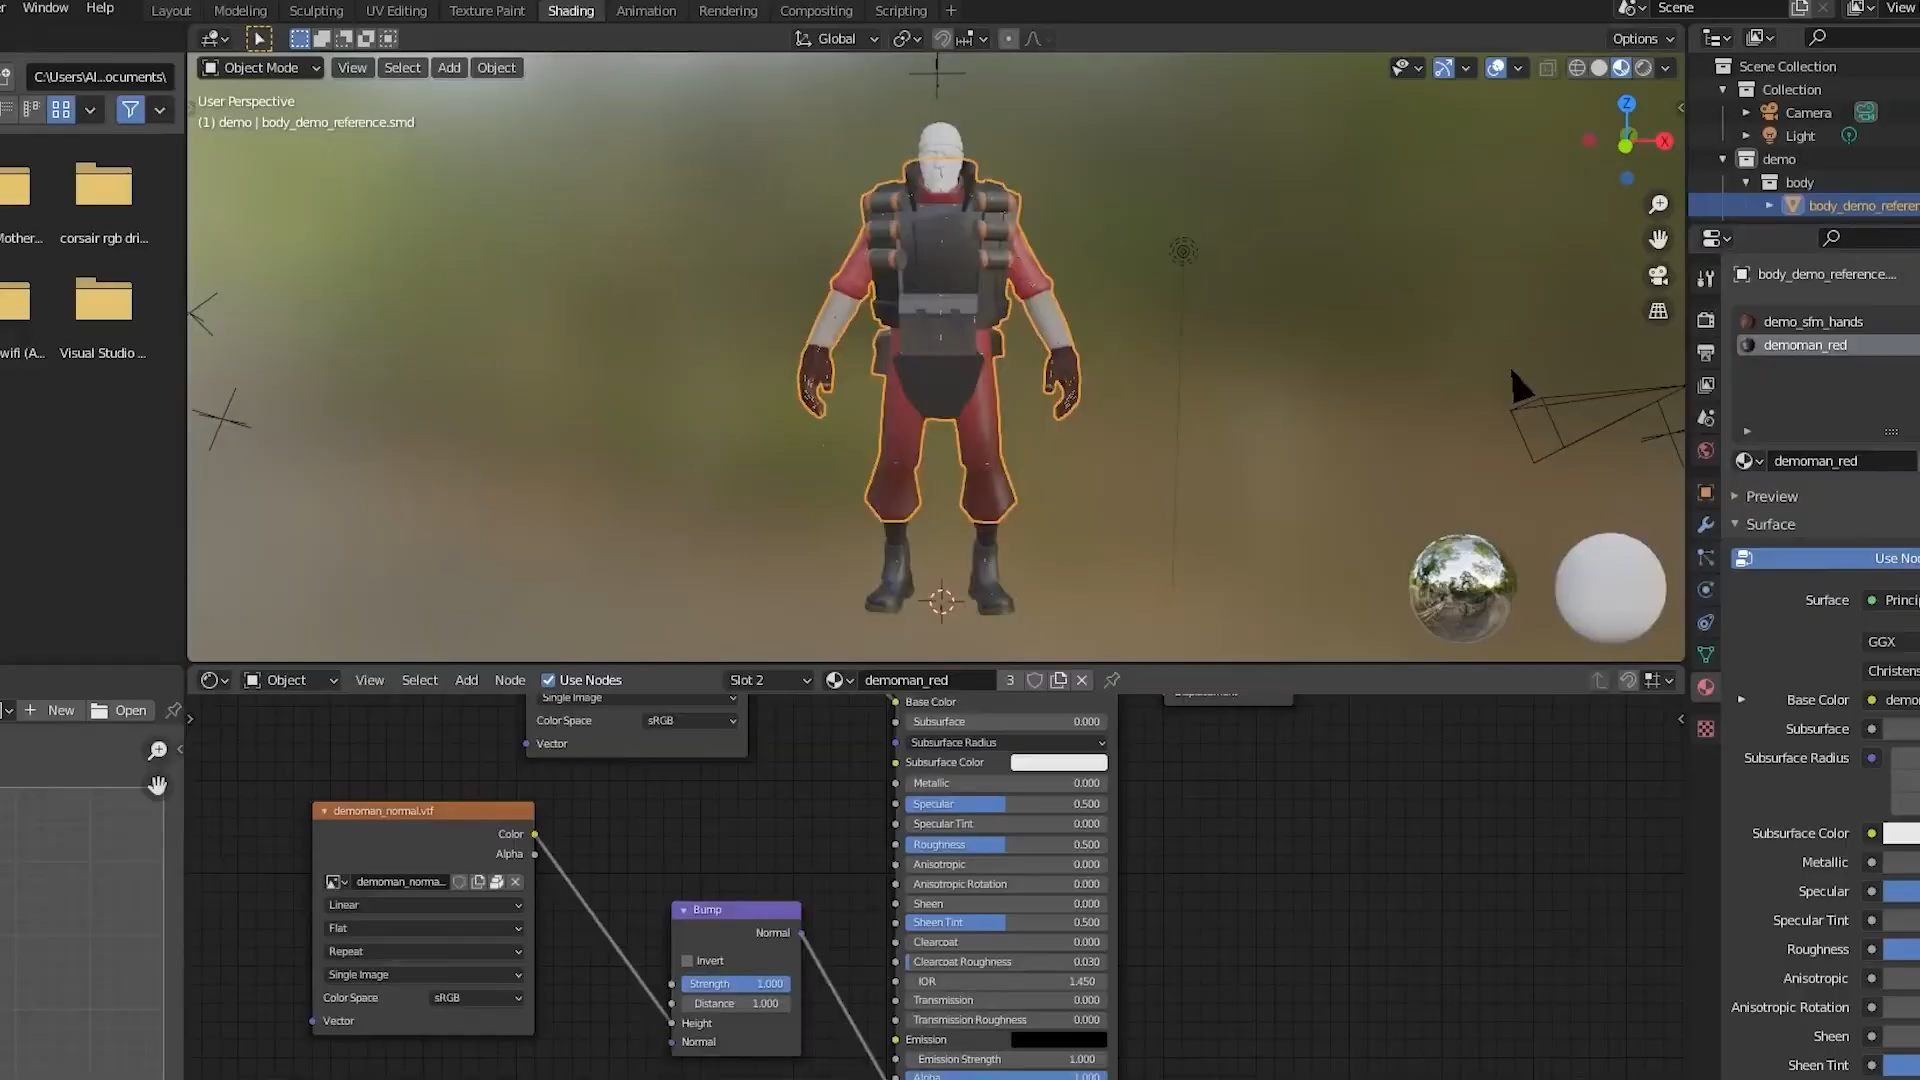 Window Help
Layout Modeling Sculpting UV Editing Texture Paint Shading Animation Rendering Compositing Scripting +
Scene
View
Global
Options
C:\Users\Al...ocuments\
Object Mode View Select Add Object
User Perspective
(1) demo | body_demo_reference.smd
Z
X
Mother... corsair rgb dri...
wifi (A... Visual Studio ...
Scene Collection
Collection
Camera
Light
demo
body
body_demo_referen
body_demo_reference....
demo_sfm_hands
demoman_red
demoman_red
Preview
Surface
Use Noc
Surface Princi
GGX
Christens
Base Color demo
Subsurface
Subsurface Radius
Subsurface Color
Metallic
Specular
Specular Tint
Roughness
Anisotropic
Anisotropic Rotation
Sheen
Sheen Tint
Object View Select Add Node Use Nodes Slot 2 demoman_red 3
+ New Open
Single Image
Color Space sRGB
Vector
demoman_normal.vtf
Color
Alpha
demoman_norma...
Linear
Flat
Repeat
Single Image
Color Space sRGB
Vector
Bump
Normal
Invert
Strength 1.000
Distance 1.000
Height
Normal
Base Color
Subsurface 0.000
Subsurface Radius
Subsurface Color
Metallic 0.000
Specular 0.500
Specular Tint 0.000
Roughness 0.500
Anisotropic 0.000
Anisotropic Rotation 0.000
Sheen 0.000
Sheen Tint 0.500
Clearcoat 0.000
Clearcoat Roughness 0.030
IOR 1.450
Transmission 0.000
Transmission Roughness 0.000
Emission
Emission Strength 1.000
Alpha 1.000